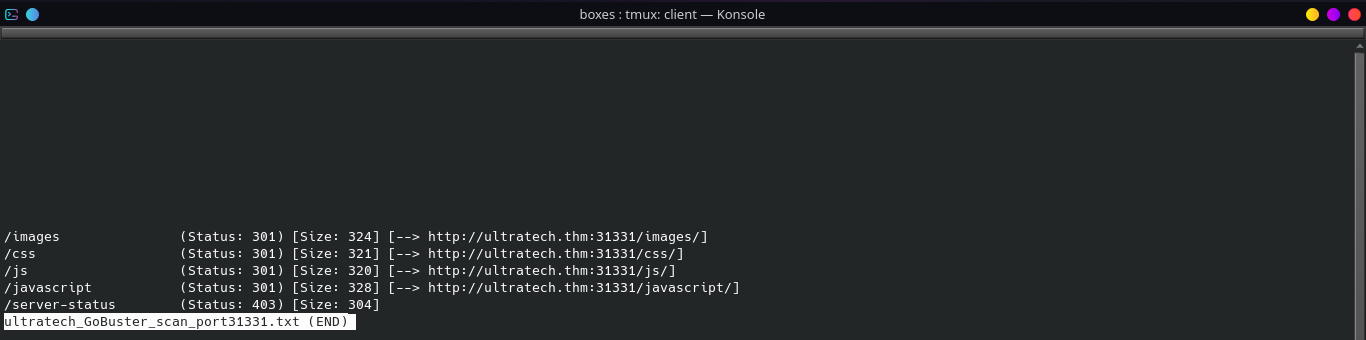 boxes : tmux: client — Konsole
/images               (Status: 301) [Size: 324] [--> http://ultratech.thm:31331/images/]
/css                  (Status: 301) [Size: 321] [--> http://ultratech.thm:31331/css/]
/js                   (Status: 301) [Size: 320] [--> http://ultratech.thm:31331/js/]
/javascript           (Status: 301) [Size: 328] [--> http://ultratech.thm:31331/javascript/]
/server-status        (Status: 403) [Size: 304]
ultratech_GoBuster_scan_port31331.txt (END)